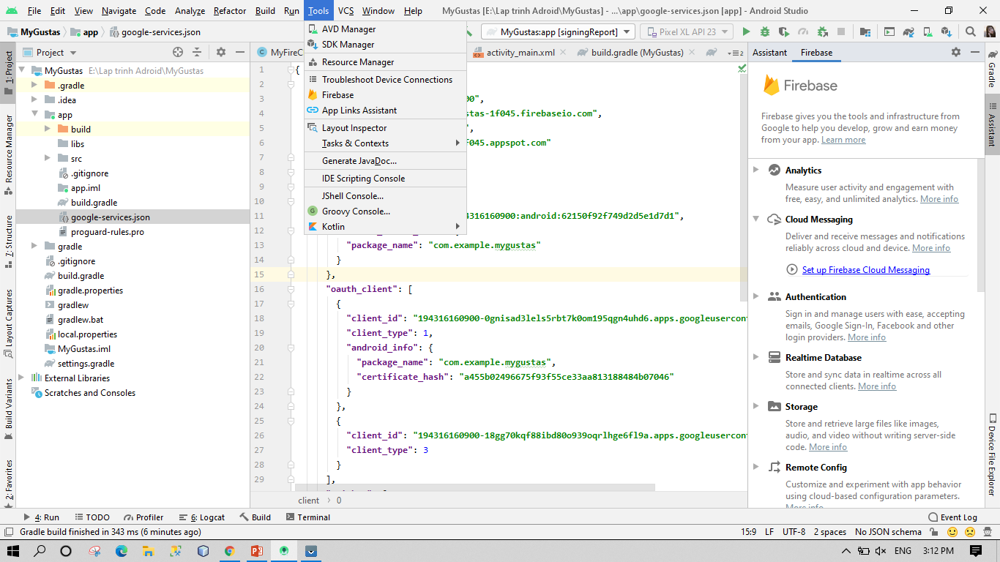 File Edit View Navigate Code Analyze Refactor Build Run Tools VCS Window Help MyGustas [E:\Lap trinh Adroid\MyGustas] - ...\app\google-services.json [app] - Android Studio
MyGustas app google-services.json
MyGustas:app [signingReport] Pixel XL API 23
AVD Manager
SDK Manager
Resource Manager
Troubleshoot Device Connections
Firebase
App Links Assistant
Layout Inspector
Tasks & Contexts
Generate JavaDoc...
IDE Scripting Console
JShell Console...
Groovy Console...
Kotlin
1: Project
Resource Manager
7: Structure
Layout Captures
Build Variants
2: Favorites
Project
MyGustas E:\Lap trinh Adroid\MyGustas
.gradle
.idea
app
build
libs
src
.gitignore
app.iml
build.gradle
google-services.json
proguard-rules.pro
gradle
.gitignore
build.gradle
gradle.properties
gradlew
gradlew.bat
local.properties
MyGustas.iml
settings.gradle
External Libraries
Scratches and Consoles
MyFireC activity_main.xml build.gradle (MyGustas) 2
1 {
2
3 00",
4 stas-1f045.firebaseio.com",
5 ",
6 f045.appspot.com"
7
8
9
10
11 4316160900:android:62150f92f749d2d5e1d7d1",
12
13 "package_name": "com.example.mygustas"
14 }
15 },
16 "oauth_client": [
17 {
18 "client_id": "194316160900-0gnisad3lels5rbt7k0om195qgn4uhd6.apps.googleusercont
19 "client_type": 1,
20 "android_info": {
21 "package_name": "com.example.mygustas",
22 "certificate_hash": "a455b02496675f93f55ce33aa813188484b07046"
23 }
24 },
25 {
26 "client_id": "194316160900-18gg70kqf88ibd80o939oqrlhge6fl9a.apps.googleusercont
27 "client_type": 3
28 }
29 ],
client 0
Assistant Firebase
Firebase
Firebase gives you the tools and infrastructure from
Google to help you develop, grow and earn money
from your app. Learn more
Analytics
Measure user activity and engagement with
free, easy, and unlimited analytics. More info
Cloud Messaging
Deliver and receive messages and notifications
reliably across cloud and device. More info
Set up Firebase Cloud Messaging
Authentication
Sign in and manage users with ease, accepting
emails, Google Sign-In, Facebook and other
login providers. More info
Realtime Database
Store and sync data in realtime across all
connected clients. More info
Storage
Store and retrieve large files like images,
audio, and video without writing server-side
code. More info
Remote Config
Customize and experiment with app behavior
using cloud-based configuration parameters.
More info
Gradle
Assistant
Device File Explorer
4: Run TODO Profiler 6: Logcat Build Terminal Event Log
Gradle build finished in 343 ms (6 minutes ago) 15:9 LF UTF-8 2 spaces No JSON schema
ENG 3:12 PM